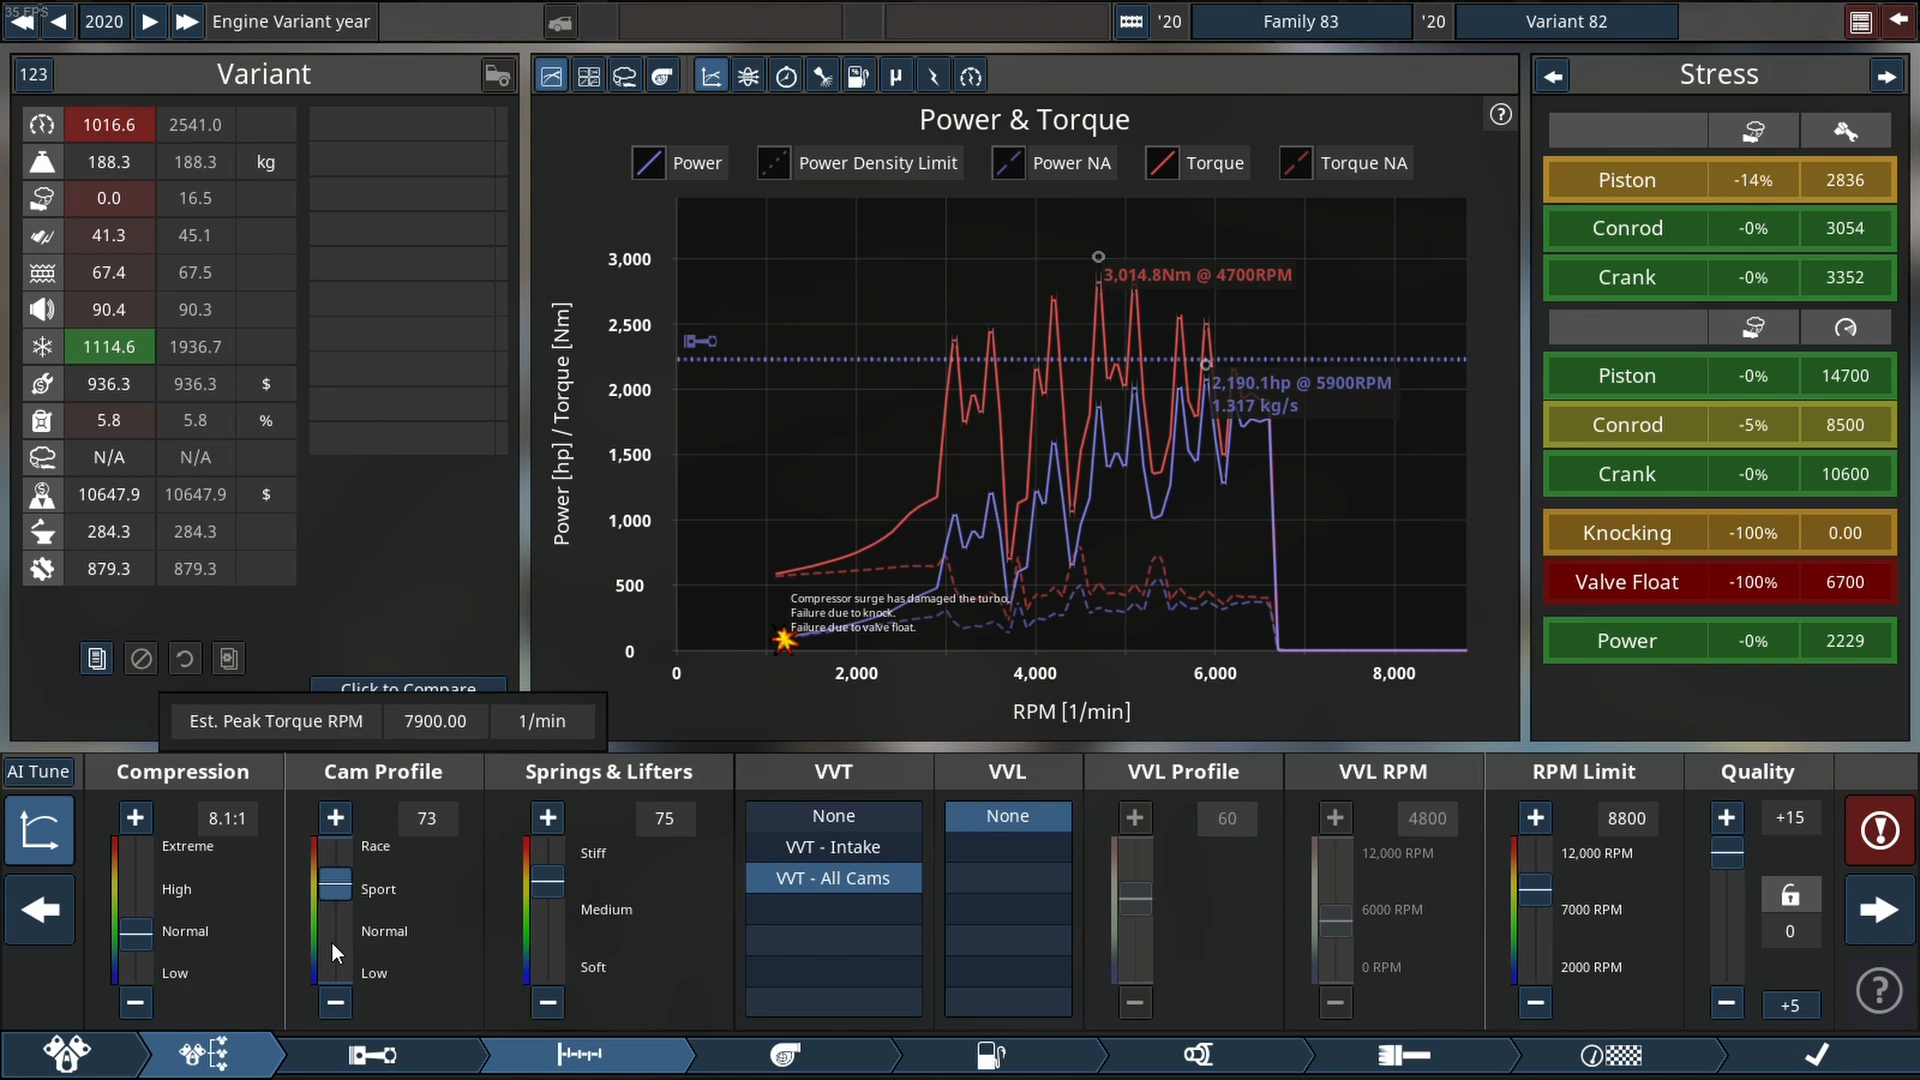 35 FPS
2020
Engine Variant year
'20
Family 83
'20
Variant 82
123
Variant
1016.6 2541.0
188.3 188.3 kg
0.0 16.5
41.3 45.1
67.4 67.5
90.4 90.3
1114.6 1936.7
936.3 936.3 $
5.8 5.8 %
N/A N/A
10647.9 10647.9 $
284.3 284.3
879.3 879.3
Click to Compare
Est. Peak Torque RPM 7900.00 1/min
μ
Power & Torque
?
Power
Power Density Limit
Power NA
Torque
Torque NA
Power [hp] / Torque [Nm]
3,000
2,500
2,000
1,500
1,000
500
0
3,014.8Nm @ 4700RPM
2,190.1hp @ 5900RPM
1.317 kg/s
Compressor surge has damaged the turbo.
Failure due to knock.
Failure due to valve float.
0 2,000 4,000 6,000 8,000
RPM [1/min]
Stress
Piston -14% 2836
Conrod -0% 3054
Crank -0% 3352
Piston -0% 14700
Conrod -5% 8500
Crank -0% 10600
Knocking -100% 0.00
Valve Float -100% 6700
Power -0% 2229
AI Tune
Compression
8.1:1
Extreme
High
Normal
Low
Cam Profile
73
Race
Sport
Normal
Low
Springs & Lifters
75
Stiff
Medium
Soft
VVT
None
VVT - Intake
VVT - All Cams
VVL
None
VVL Profile
60
VVL RPM
4800
12,000 RPM
6000 RPM
0 RPM
RPM Limit
8800
12,000 RPM
7000 RPM
2000 RPM
Quality
+15
0
+5
?